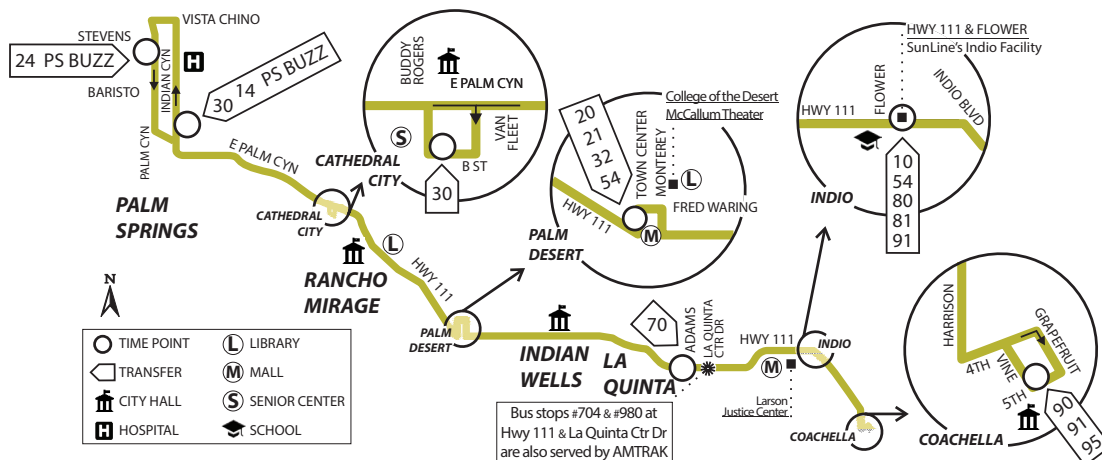 VISTA CHINO
STEVENS
24 PS BUZZ
INDIAN CYN
H
BARISTO
14 PS BUZZ
30
PALM CYN
E PALM CYN
PALM
SPRINGS
CATHEDRAL
CITY
BUDDY
ROGERS
E PALM CYN
VAN
FLEET
S
B ST
30
CATHEDRAL
CITY
L
RANCHO
MIRAGE
HWY 111
PALM
DESERT
20
21
32
54
College of the Desert
McCallum Theater
TOWN CENTER
MONTEREY
L
FRED WARING
HWY 111
M
PALM
DESERT
INDIAN
WELLS
70
ADAMS
LA QUINTA
CTR DR
LA
QUINTA
Bus stops #704 & #980 at
Hwy 111 & La Quinta Ctr Dr
are also served by AMTRAK
HWY 111
M
Larson
Justice Center
INDIO
HWY 111 & FLOWER
SunLine's Indio Facility
FLOWER
HWY 111
INDIO BLVD
INDIO
10
54
80
81
91
COACHELLA
HARRISON
GRAPEFRUIT
4TH
VINE
5TH
90
91
95
COACHELLA
N
TIME POINT
TRANSFER
CITY HALL
H HOSPITAL
L LIBRARY
M MALL
S SENIOR CENTER
SCHOOL